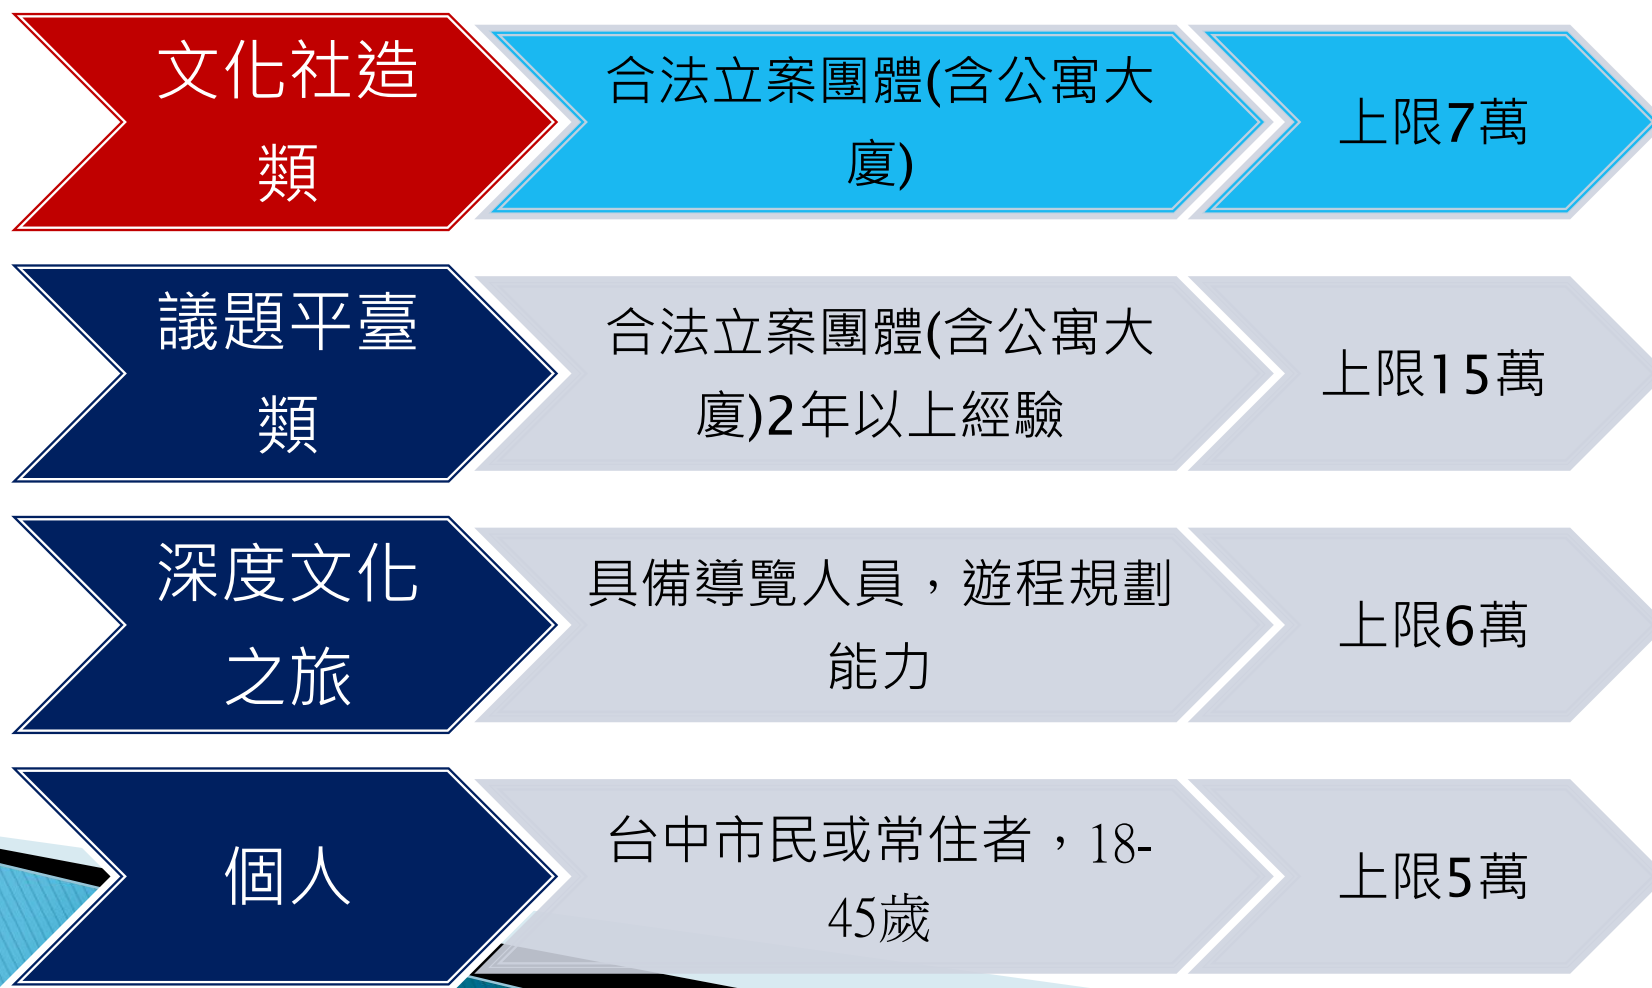 文化社造
類
合法立案團體(含公寓大
廈)
上限7萬
議題平臺
類
合法立案團體(含公寓大
廈)2年以上經驗
上限15萬
深度文化
之旅
具備導覽人員，遊程規劃
能力
上限6萬
個人
台中市民或常住者，18-
45歲
上限5萬